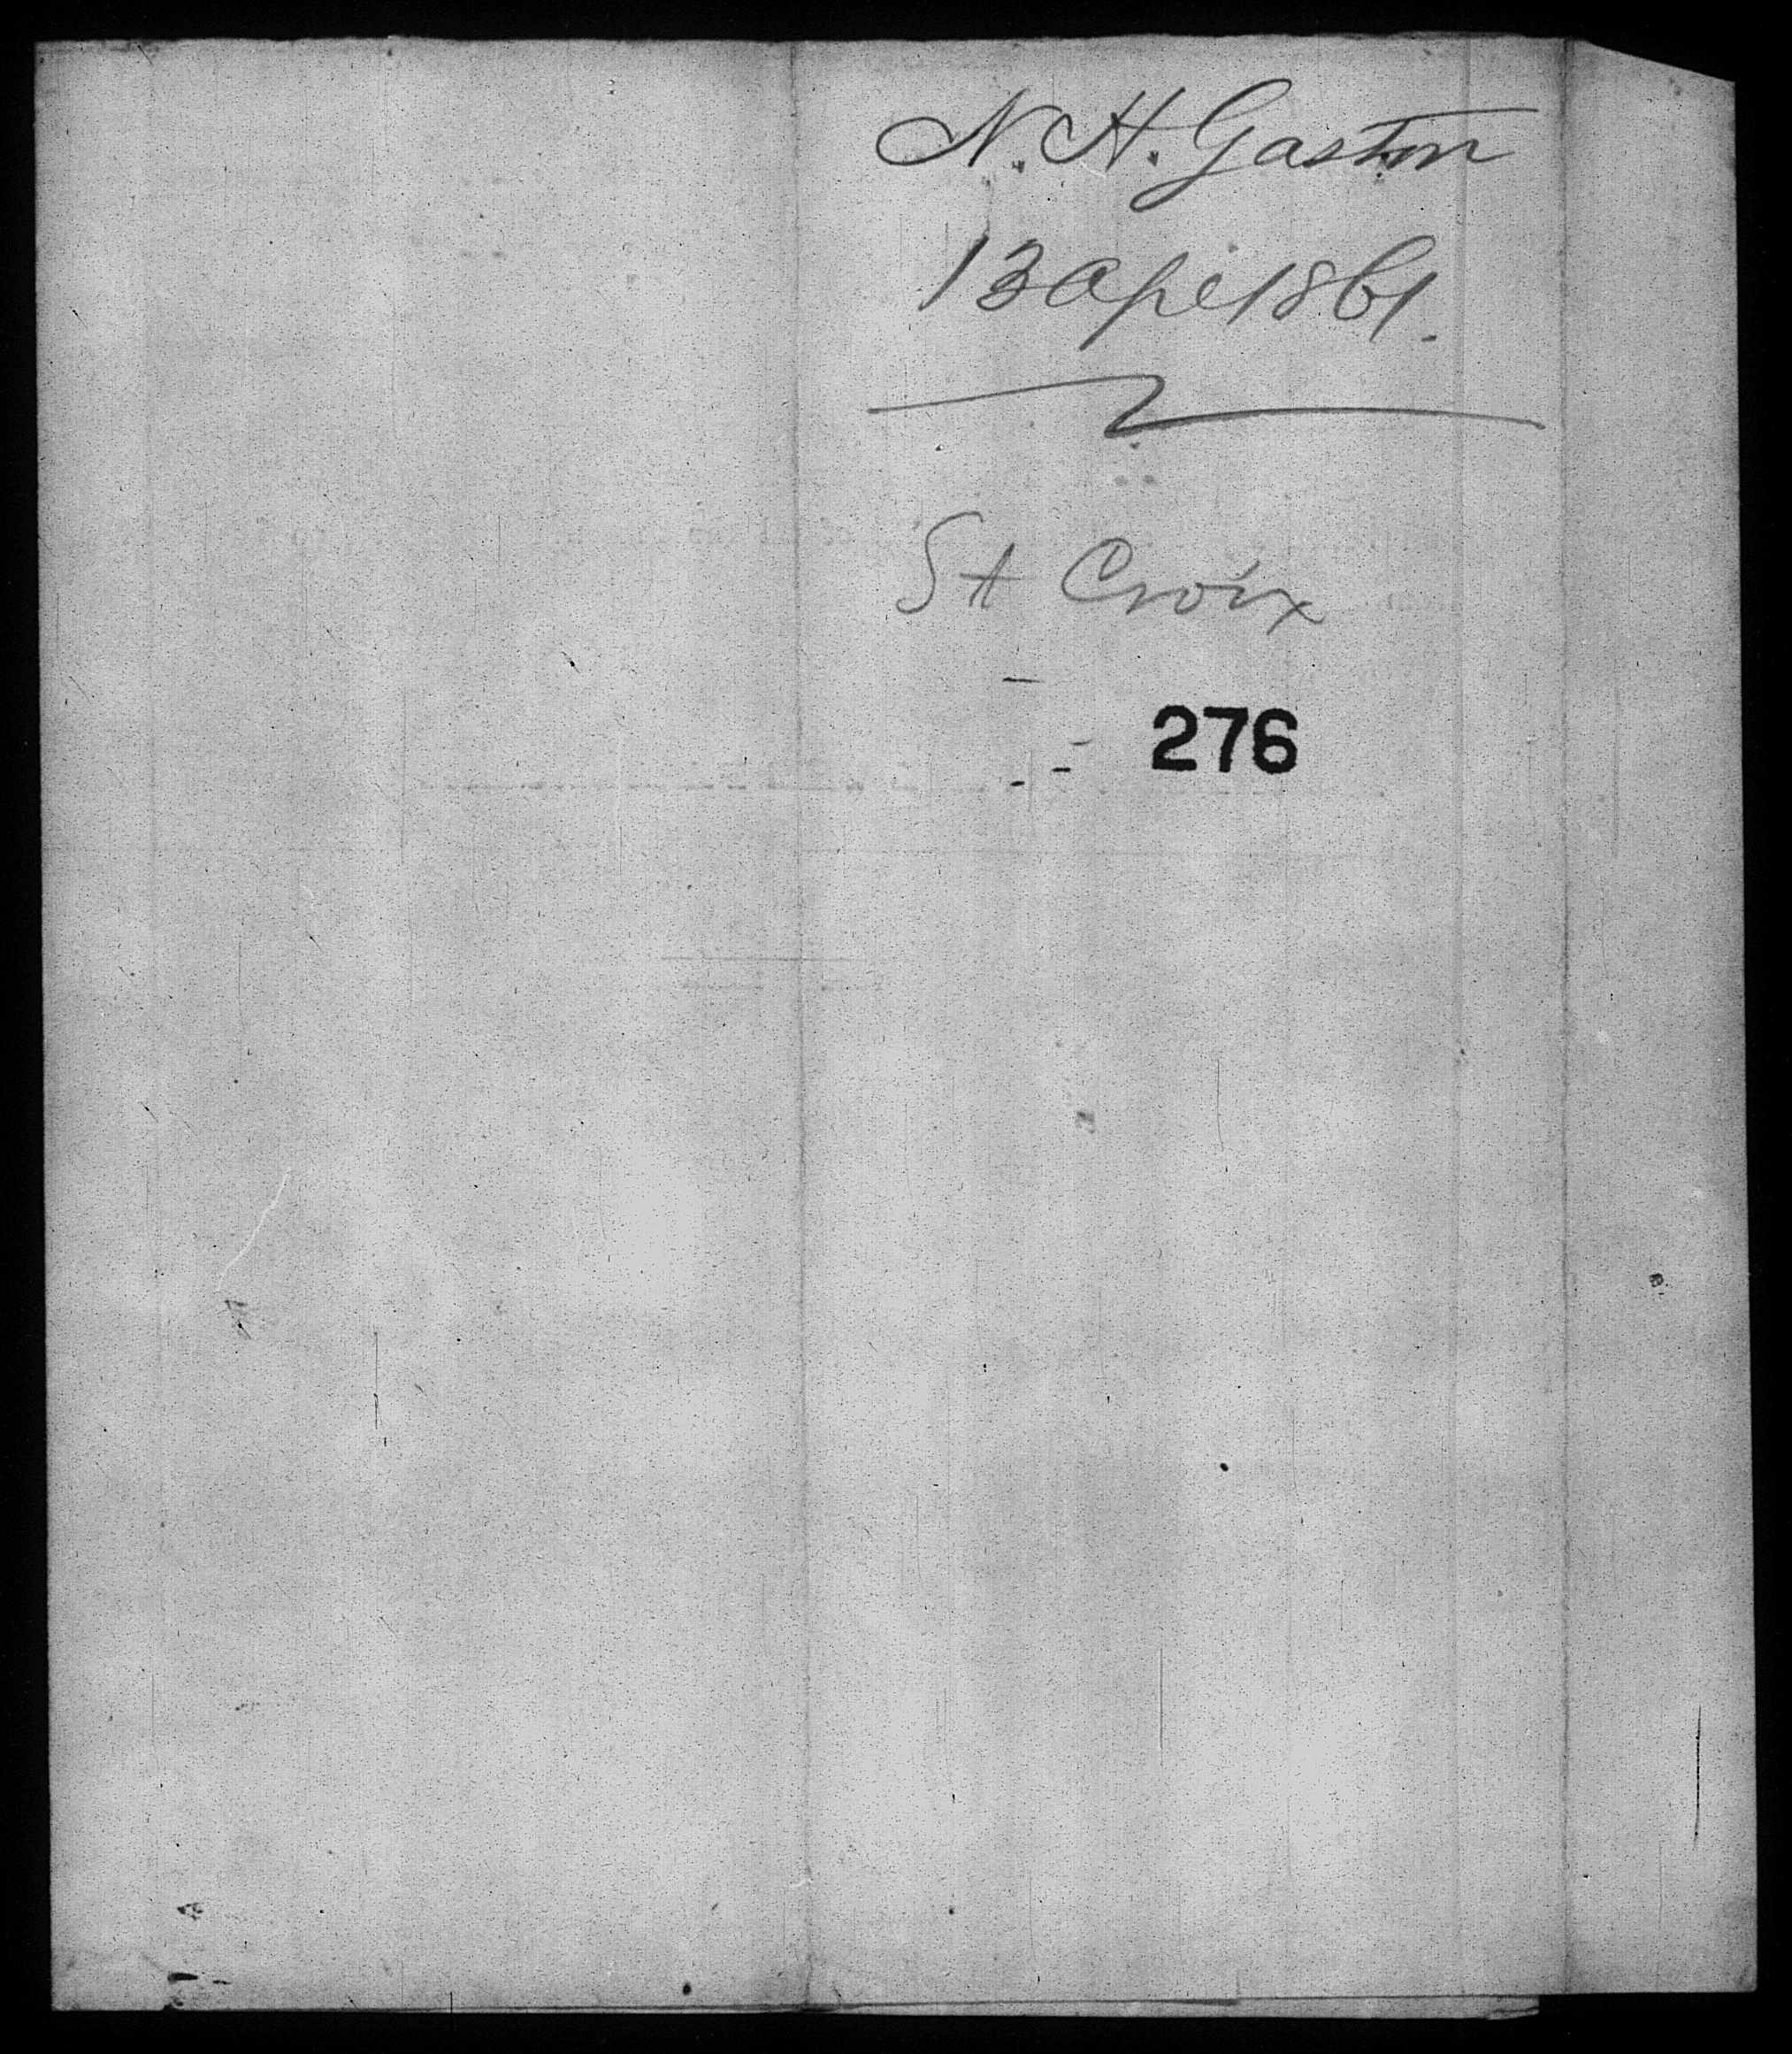 N. H. Gaston
13 Apl 1861.
St Croix
276